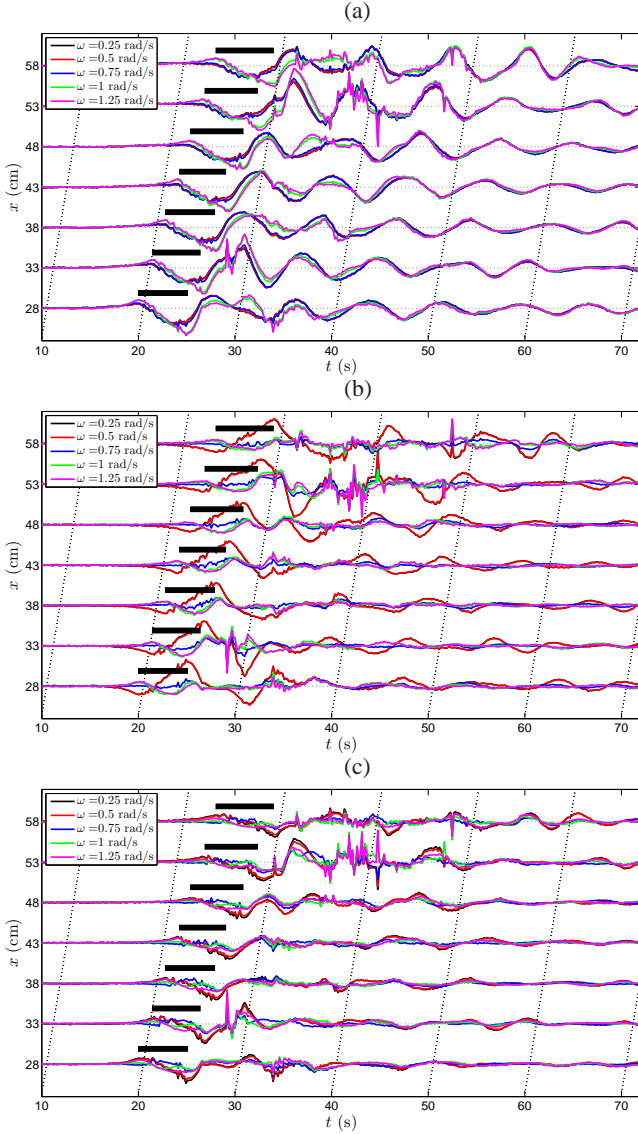 (a)
ω =0.25 rad/s
ω =0.5 rad/s
ω =0.75 rad/s
ω =1 rad/s
ω =1.25 rad/s
58
53
48
43
38
33
28
x (cm)
10 20 30 40 50 60 70
t (s)
(b)
ω =0.25 rad/s
ω =0.5 rad/s
ω =0.75 rad/s
ω =1 rad/s
ω =1.25 rad/s
58
53
48
43
38
33
28
x (cm)
10 20 30 40 50 60 70
t (s)
(c)
ω =0.25 rad/s
ω =0.5 rad/s
ω =0.75 rad/s
ω =1 rad/s
ω =1.25 rad/s
58
53
48
43
38
33
28
x (cm)
10 20 30 40 50 60 70
t (s)